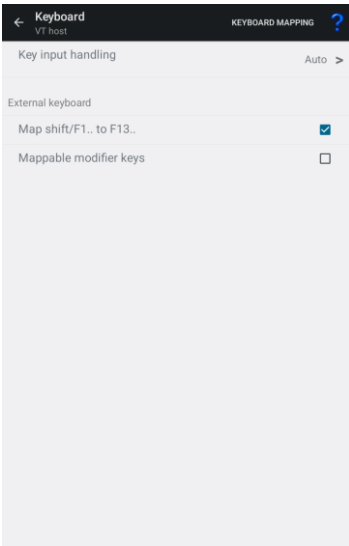 Keyboard
VT host
KEYBOARD MAPPING
?
Key input handling
Auto >
External keyboard
Map shift/F1.. to F13..
Mappable modifier keys